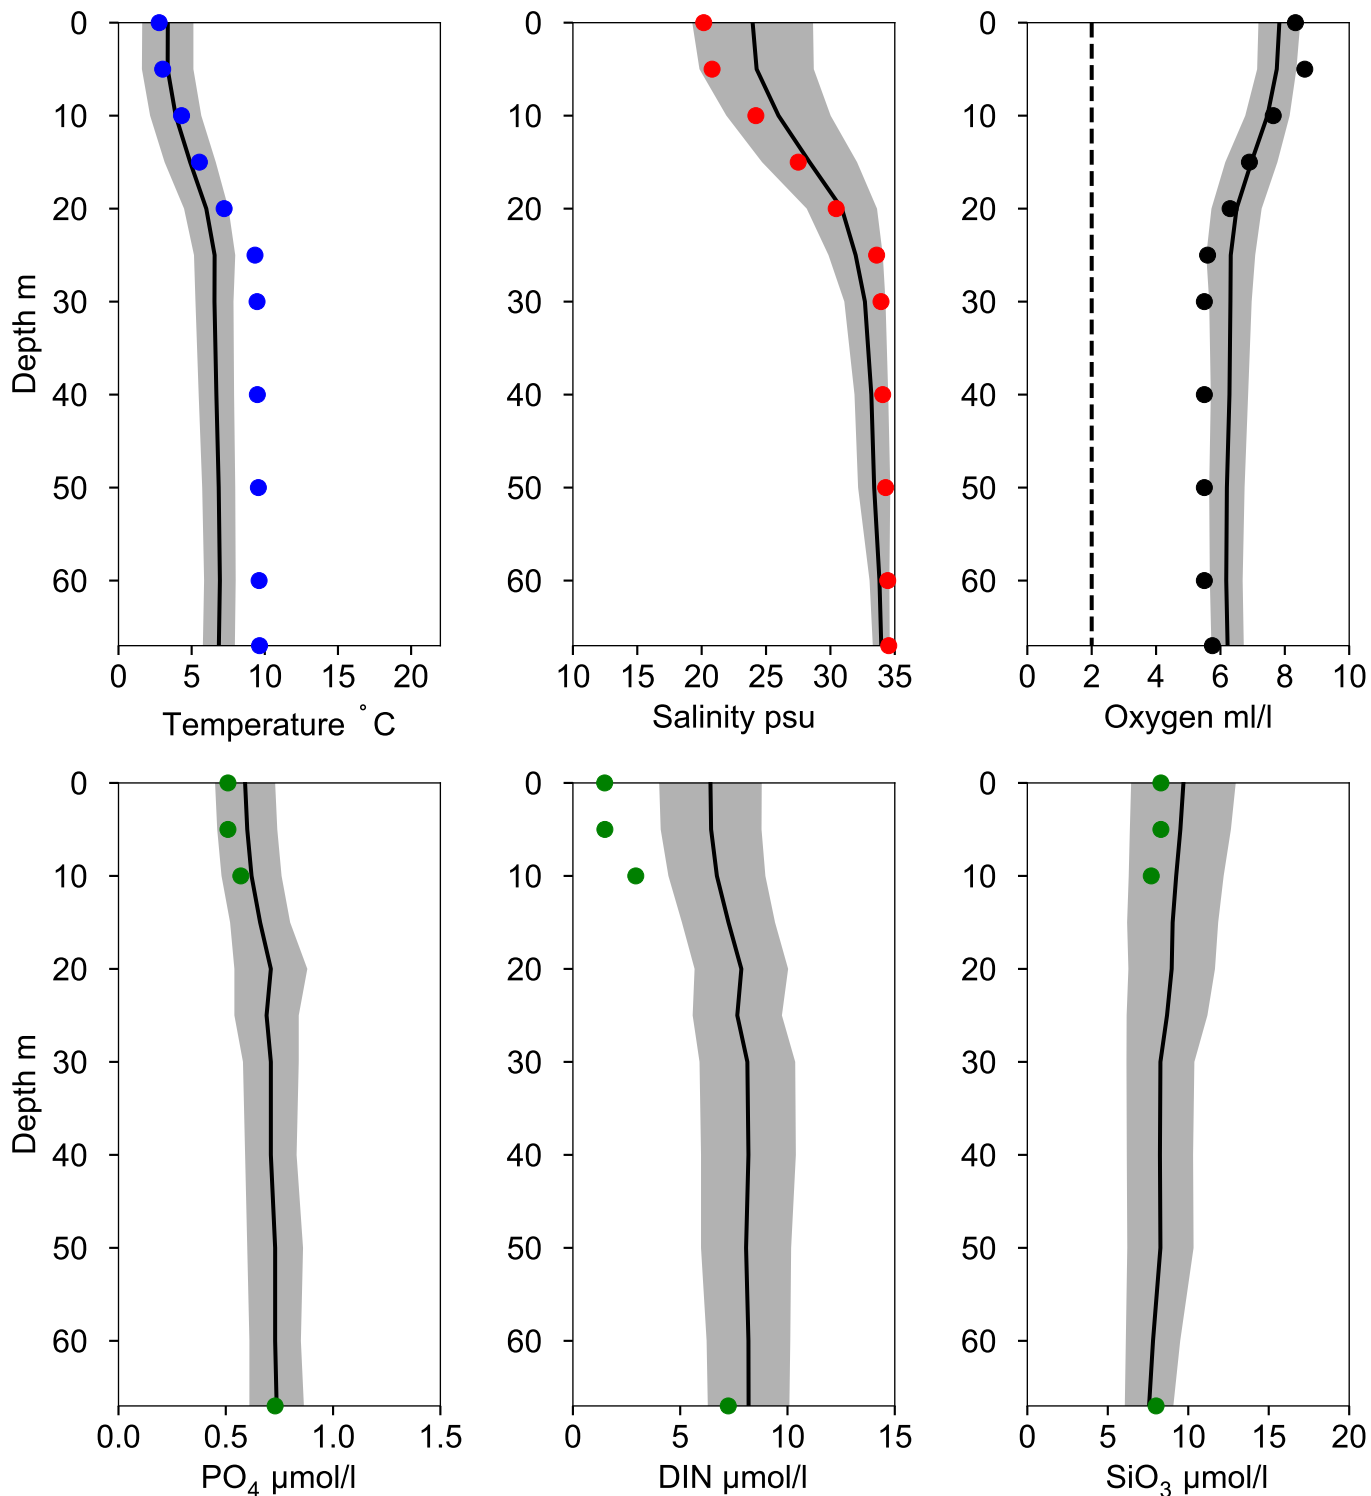 0 0 0
10 10 10
20 20 20
30 30 30
40 40 40
50 50 50
60 60 60
Depth m
0 5 10 15 20 10 15 20 25 30 35 0 2 4 6 8 10
Temperature °C Salinity psu Oxygen ml/l
0 0 0
10 10 10
20 20 20
30 30 30
40 40 40
50 50 50
60 60 60
Depth m
0.0 0.5 1.0 1.5 0 5 10 15 0 5 10 15 20
PO₄ μmol/l DIN μmol/l SiO₃ μmol/l